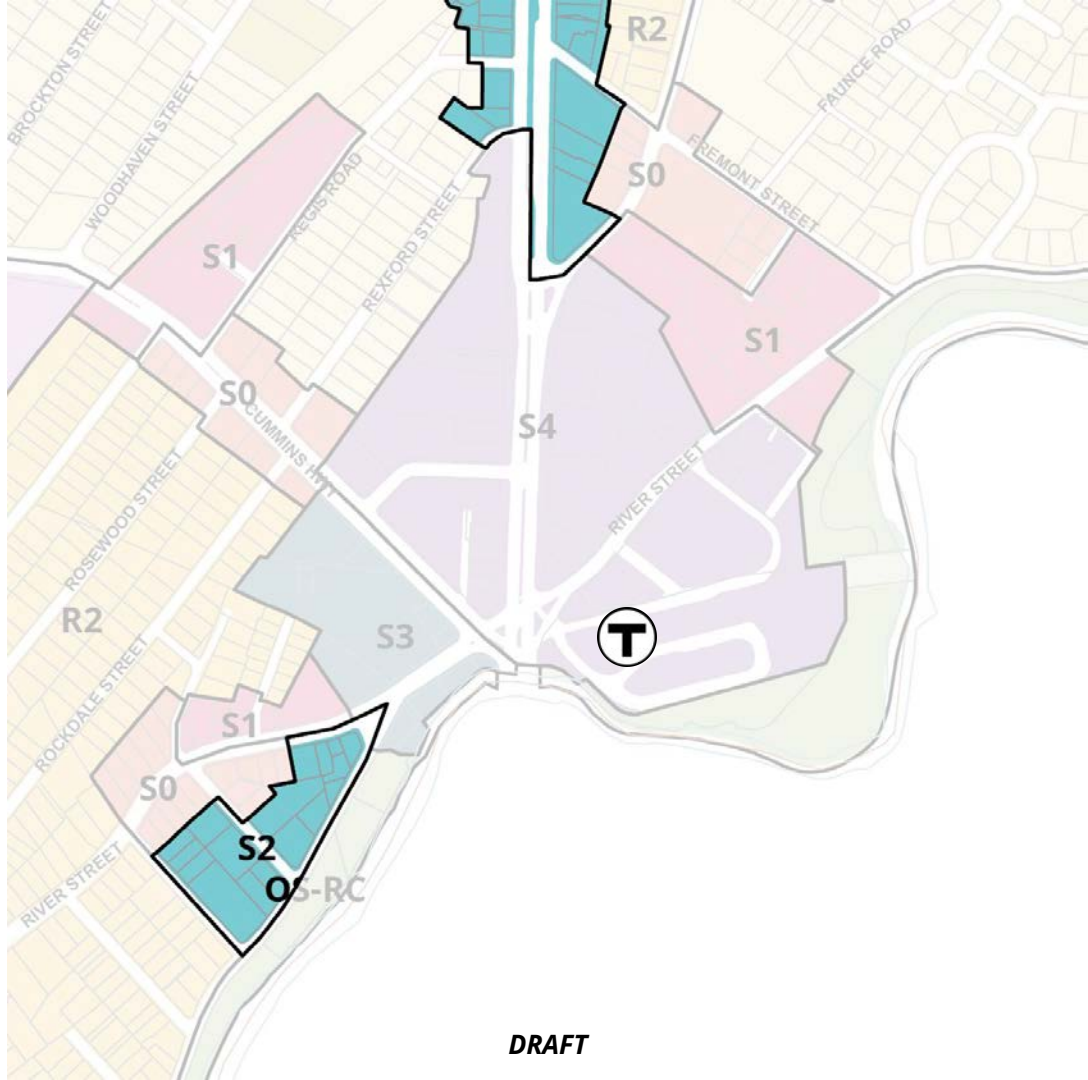 R2
BROCKTON STREET
WOODHAVEN STREET
FAUNCE ROAD
FREMONT STREET
S0
REGIS ROAD
REXFORD STREET
S1
S1
S0
CUMMINS HWY
S4
RIVER STREET
ROSEWOOD STREET
R2
S3
T
ROCKDALE STREET
S1
S0
S2
OS-RC
RIVER STREET
DRAFT